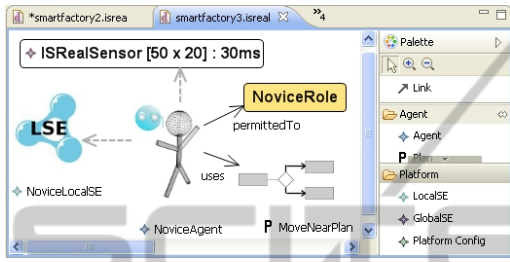 *smartfactory2.isrea
smartfactory3.isreal
4
ISRealSensor [50 x 20] : 30ms
NoviceRole
permittedTo
LSE
uses
NoviceLocalSE
NoviceAgent
P MoveNearPlan
Palette
Link
Agent
Agent
P Plan
Platform
LocalSE
GlobalSE
Platform Config